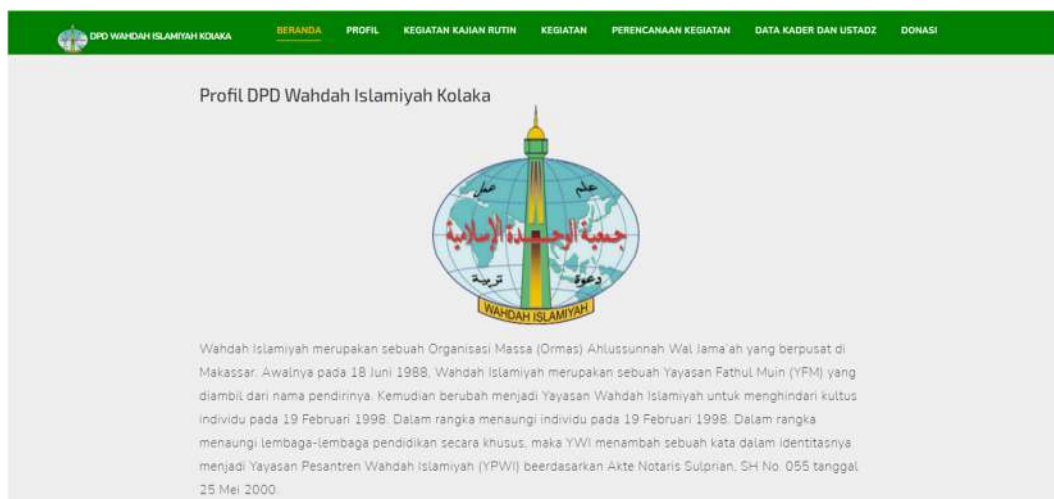 DPD WAHDAH ISLAMIYAH KOLAKA
BERANDA
PROFIL
KEGIATAN KAJIAN RUTIN
KEGIATAN
PERENCANAAN KEGIATAN
DATA KADER DAN USTADZ
DONASI
Profil DPD Wahdah Islamiyah Kolaka
عمل
علم
جمعية الوحدة الإسلامية
تربية
دعوة
WAHDAH ISLAMIYAH
Wahdah Islamiyah merupakan sebuah Organisasi Massa (Ormas) Ahlussunnah Wal Jama'ah yang berpusat di
Makassar. Awalnya pada 18 Juni 1988, Wahdah Islamiyah merupakan sebuah Yayasan Fathul Muin (YFM) yang
diambil dari nama pendirinya. Kemudian berubah menjadi Yayasan Wahdah Islamiyah untuk menghindari kultus
individu pada 19 Februari 1998. Dalam rangka menaungi individu pada 19 Februari 1998. Dalam rangka
menaungi lembaga-lembaga pendidikan secara khusus, maka YWI menambah sebuah kata dalam identitasnya
menjadi Yayasan Pesantren Wahdah Islamiyah (YPWI) beerdasarkan Akte Notaris Sulprian, SH No. 055 tanggal
25 Mei 2000.